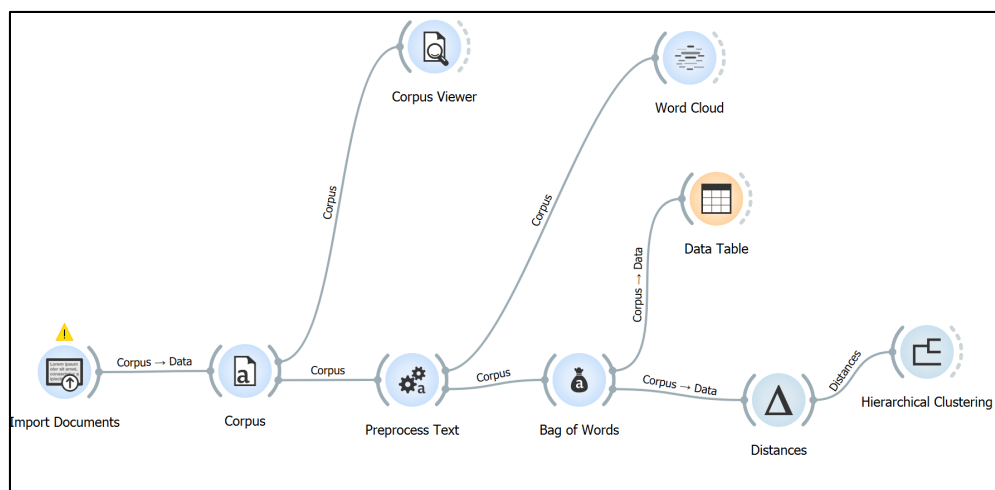 Corpus Viewer
Word Cloud
Corpus
Corpus
Data Table
Corpus → Data
Import Documents
Corpus → Data
a
Corpus
Corpus
a
Preprocess Text
Corpus
a
Bag of Words
Corpus → Data
Distances
Distances
Hierarchical Clustering